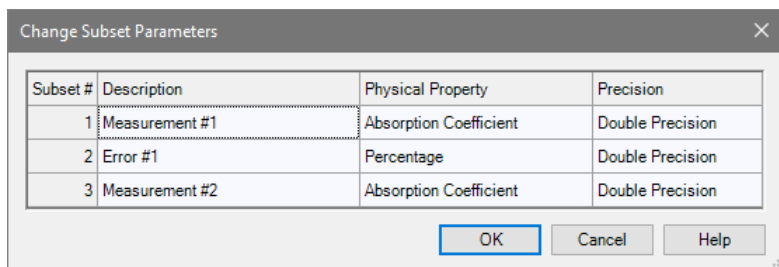 Change Subset Parameters
Subset # Description Physical Property Precision
1 Measurement #1 Absorption Coefficient Double Precision
2 Error #1 Percentage Double Precision
3 Measurement #2 Absorption Coefficient Double Precision
OK Cancel Help